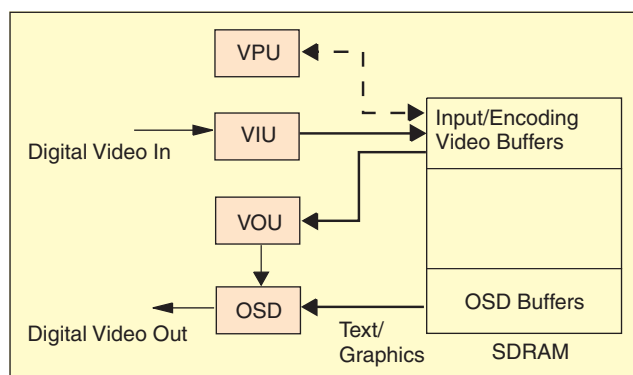 VPU
Input/Encoding
Video Buffers
VIU
Digital Video In
VOU
OSD
OSD Buffers
Digital Video Out
Text/
Graphics
SDRAM